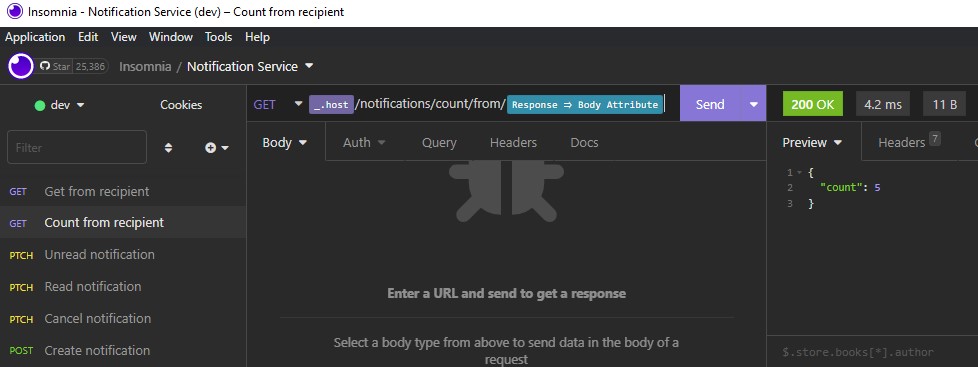 Insomnia - Notification Service (dev) – Count from recipient
Application Edit View Window Tools Help
Star 25,386 Insomnia / Notification Service
dev Cookies
GET _.host /notifications/count/from/ Response ⇒ Body Attribute Send
200 OK 4.2 ms 11 B
Filter
GET Get from recipient
GET Count from recipient
PTCH Unread notification
PTCH Read notification
PTCH Cancel notification
POST Create notification
Body Auth Query Headers Docs
Enter a URL and send to get a response
Select a body type from above to send data in the body of a
request
Preview Headers 7
1 {
2 "count": 5
3 }
$.store.books[*].author